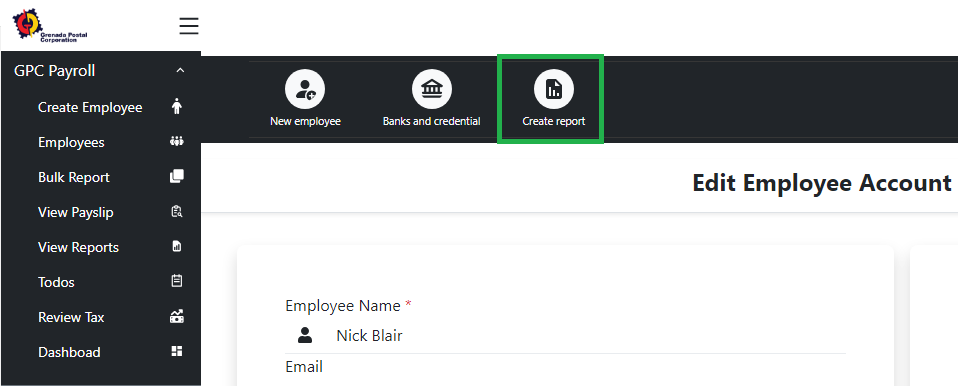 Grenada Postal
Corporation
GPC Payroll
Create Employee
Employees
Bulk Report
View Payslip
View Reports
Todos
Review Tax
Dashboad
New employee
Banks and credential
Create report
Edit Employee Account
Employee Name *
Nick Blair
Email